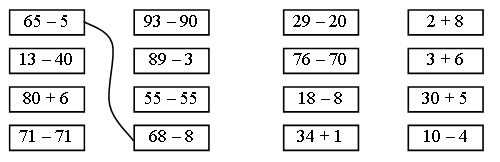 65 – 5 93 – 90 29 – 20 2 + 8
13 – 40 89 – 3 76 – 70 3 + 6
80 + 6 55 – 55 18 – 8 30 + 5
71 – 71 68 – 8 34 + 1 10 – 4